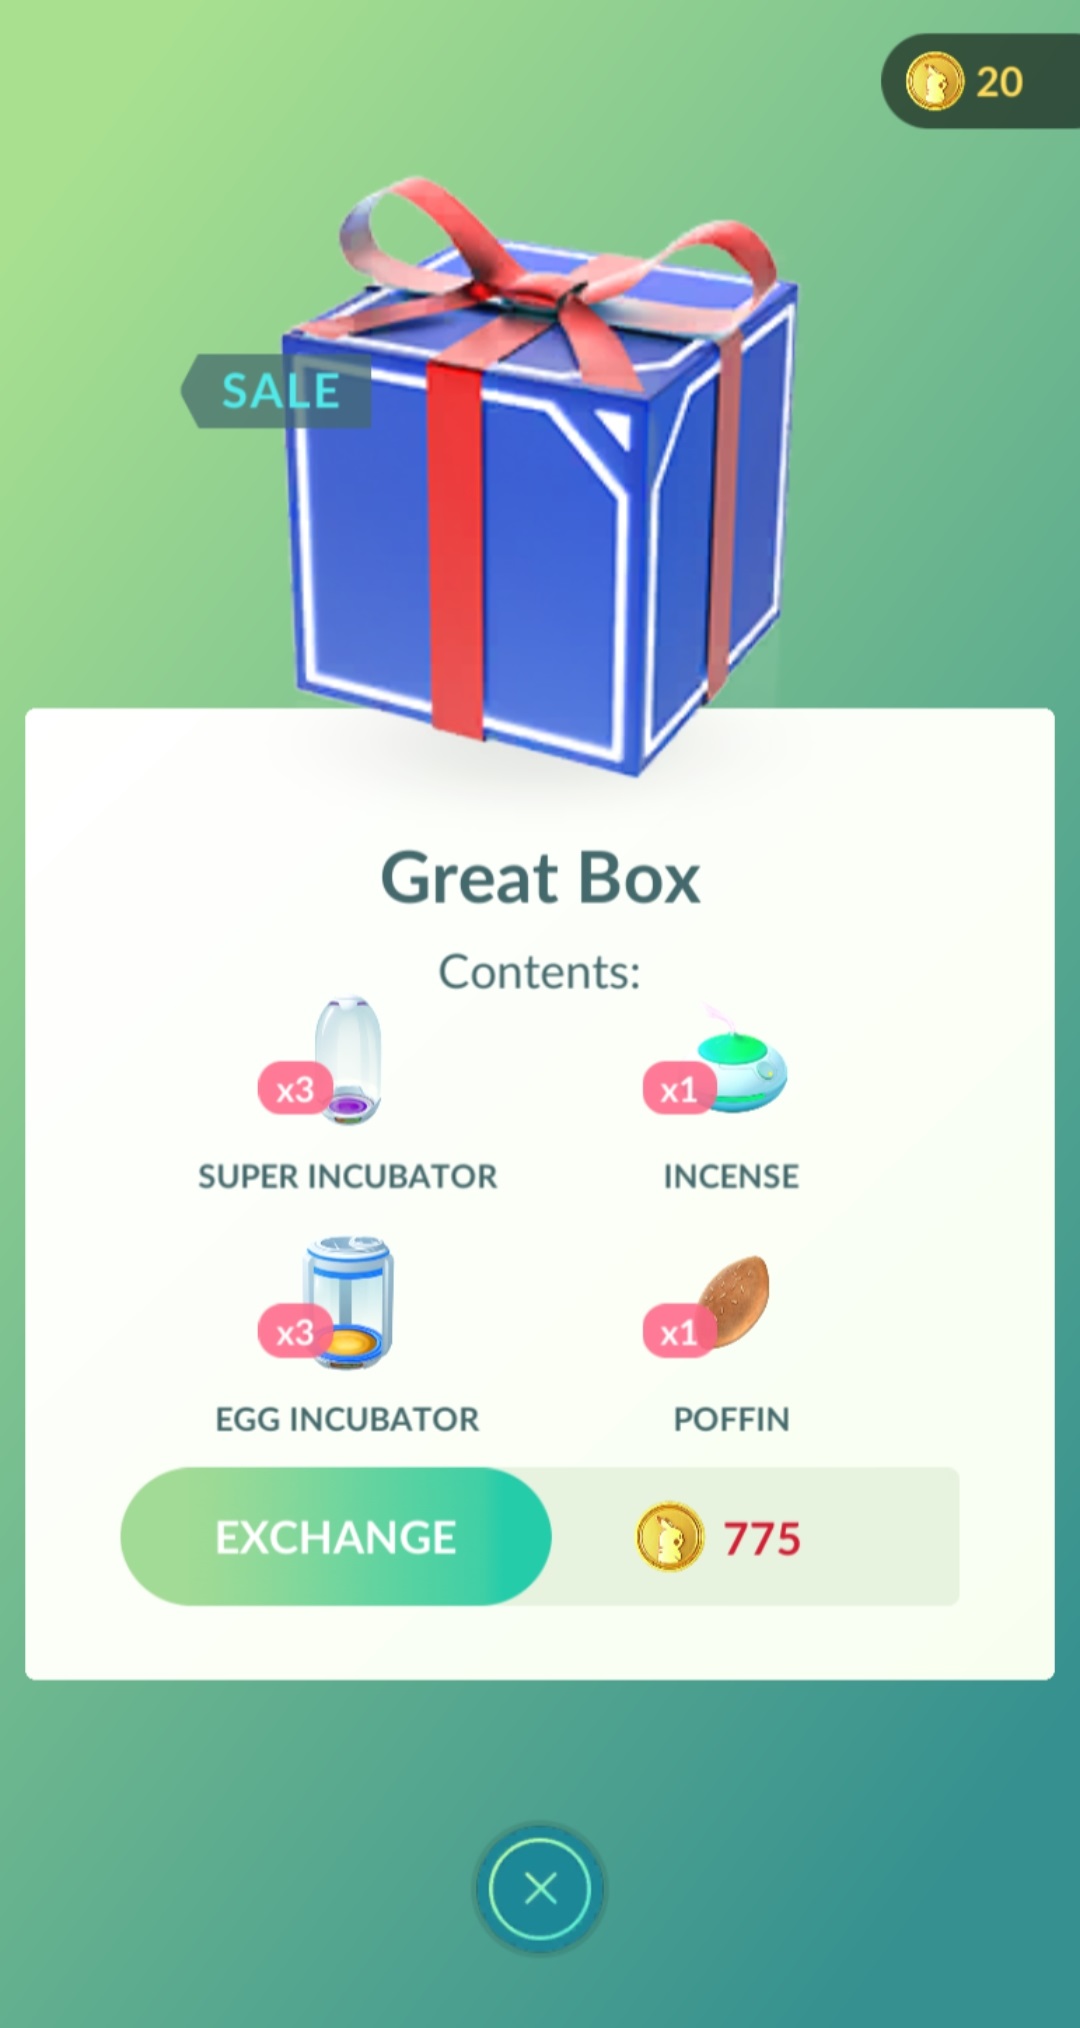 20
SALE
Great Box
Contents:
x3
x1
SUPER INCUBATOR
INCENSE
x3
x1
EGG INCUBATOR
POFFIN
EXCHANGE
775